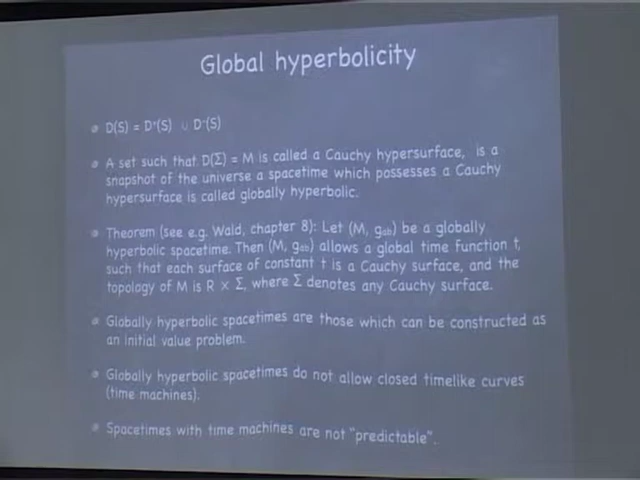 Global hyperbolicity
D(S) = D⁺(S) ∪ D⁻(S)
A set such that D(Σ) = M is called a Cauchy hypersurface, is a
snapshot of the universe a spacetime which possesses a Cauchy
hypersurface is called globally hyperbolic.
Theorem (see e.g. Wald, chapter 8): Let (M, gab) be a globally
hyperbolic spacetime. Then (M, gab) allows a global time function t,
such that each surface of constant t is a Cauchy surface, and the
topology of M is R × Σ, where Σ denotes any Cauchy surface.
Globally hyperbolic spacetimes are those which can be constructed as
an initial value problem.
Globally hyperbolic spacetimes do not allow closed timelike curves
(time machines).
Spacetimes with time machines are not "predictable".